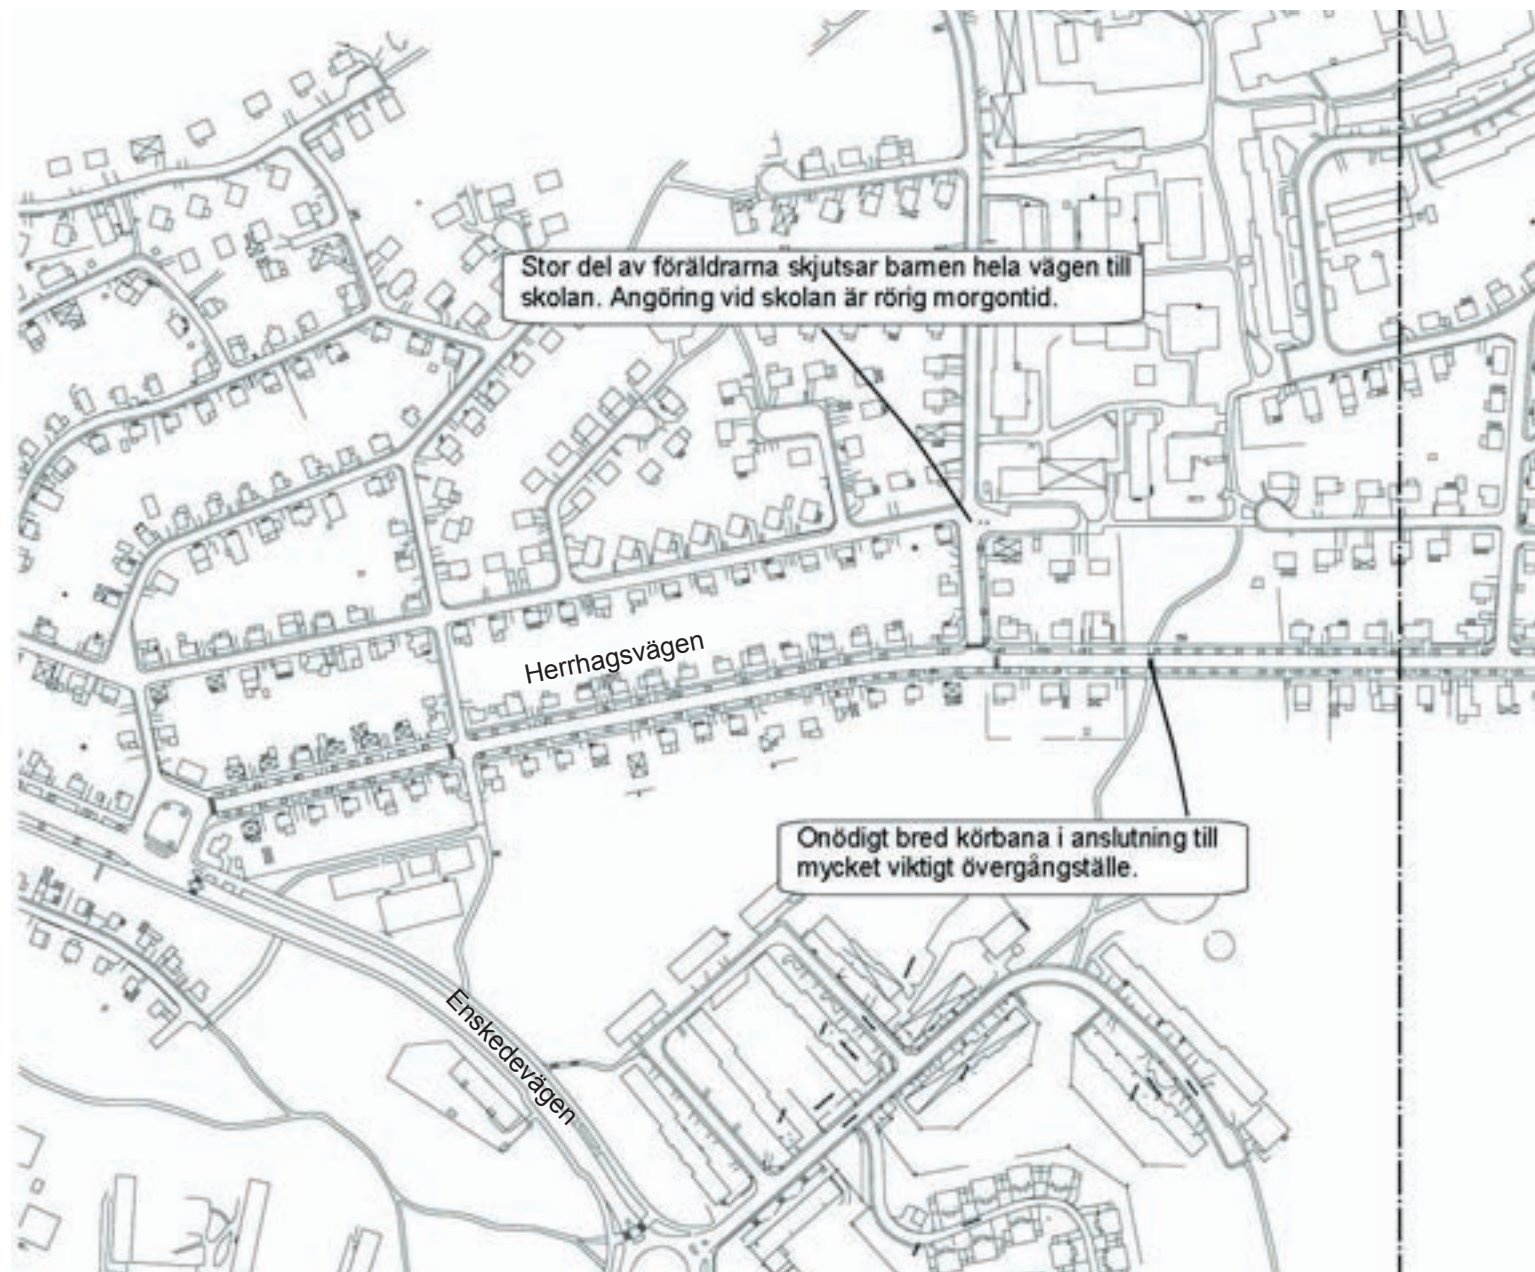 Stor del av föräldrarna skjutsar barnen hela vägen till
skolan. Angöring vid skolan är rörig morgontid.
Herrhagsvägen
Onödigt bred körbana i anslutning till
mycket viktigt övergångställe.
Enskedevägen